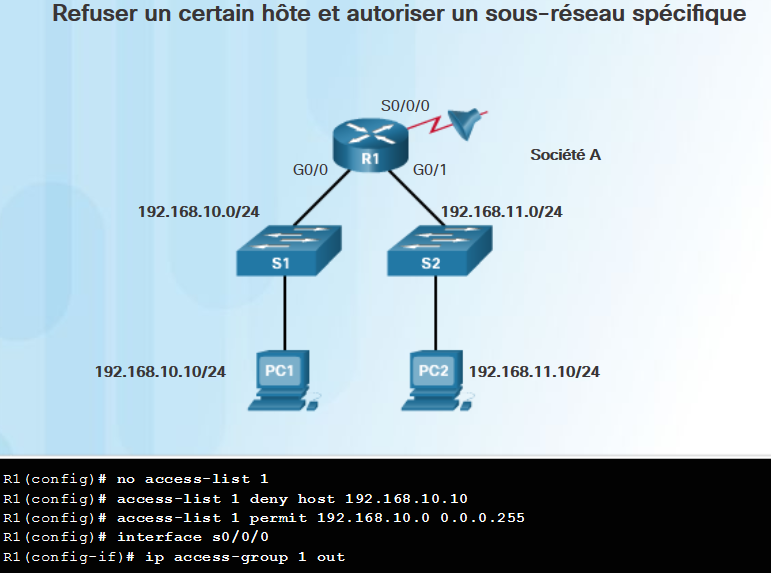 Refuser un certain hôte et autoriser un sous-réseau spécifique
S0/0/0
R1
Société A
G0/0
G0/1
192.168.10.0/24
192.168.11.0/24
S1
S2
192.168.10.10/24
PC1
PC2
192.168.11.10/24
R1(config)# no access-list 1
R1(config)# access-list 1 deny host 192.168.10.10
R1(config)# access-list 1 permit 192.168.10.0 0.0.0.255
R1(config)# interface s0/0/0
R1(config-if)# ip access-group 1 out